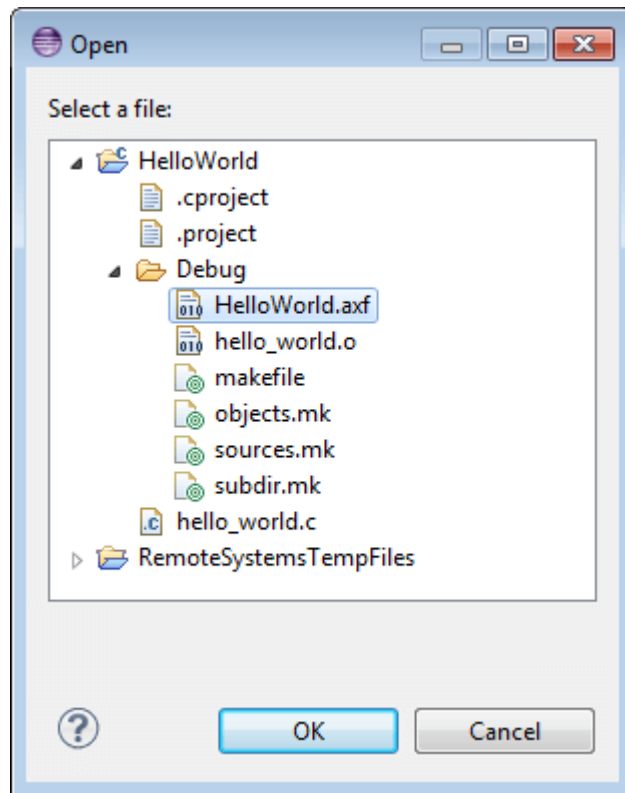 Open
Select a file:
HelloWorld
.cproject
.project
Debug
HelloWorld.axf
hello_world.o
makefile
objects.mk
sources.mk
subdir.mk
hello_world.c
RemoteSystemsTempFiles
OK Cancel